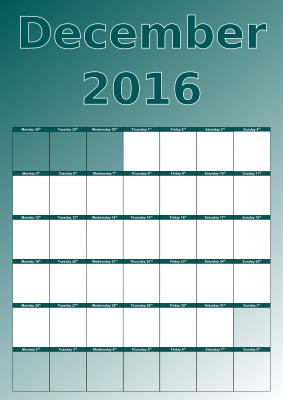 December
2016
Monday 28th Tuesday 29th Wednesday 30th Thursday 1st Friday 2nd Saturday 3rd Sunday 4th
Monday 5th Tuesday 6th Wednesday 7th Thursday 8th Friday 9th Saturday 10th Sunday 11th
Monday 12th Tuesday 13th Wednesday 14th Thursday 15th Friday 16th Saturday 17th Sunday 18th
Monday 19th Tuesday 20th Wednesday 21st Thursday 22nd Friday 23rd Saturday 24th Sunday 25th
Monday 26th Tuesday 27th Wednesday 28th Thursday 29th Friday 30th Saturday 31st Sunday 1st
Monday 2nd Tuesday 3rd Wednesday 4th Thursday 5th Friday 6th Saturday 7th Sunday 8th